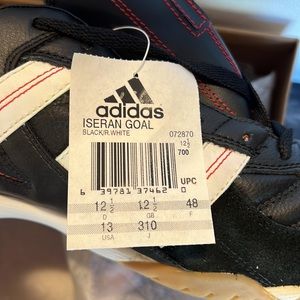 adidas
ISERAN GOAL
BLACK/R.WHITE
072870
12½
700
6 39781 37462 0 UPC
12½ 12½ 48
D GB F
13 310
USA J